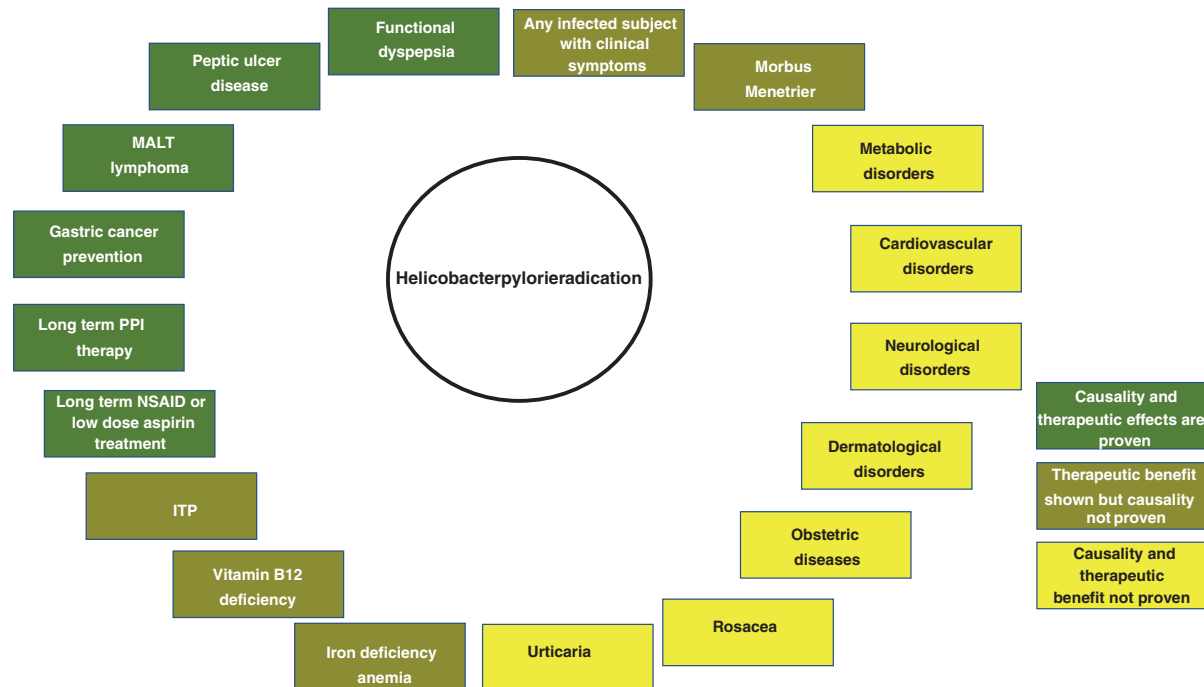 Functional
dyspepsia
Any infected subject
with clinical
symptoms
Peptic ulcer
disease
Morbus
Menetrier
MALT
lymphoma
Metabolic
disorders
Gastric cancer
prevention
Cardiovascular
disorders
Helicobacterpylorieradication
Long term PPI
therapy
Neurological
disorders
Long term NSAID or
low dose aspirin
treatment
Dermatological
disorders
ITP
Obstetric
diseases
Vitamin B12
deficiency
Rosacea
Iron deficiency
anemia
Urticaria
Causality and
therapeutic effects are
proven
Therapeutic benefit
shown but causality
not proven
Causality and
therapeutic
benefit not proven